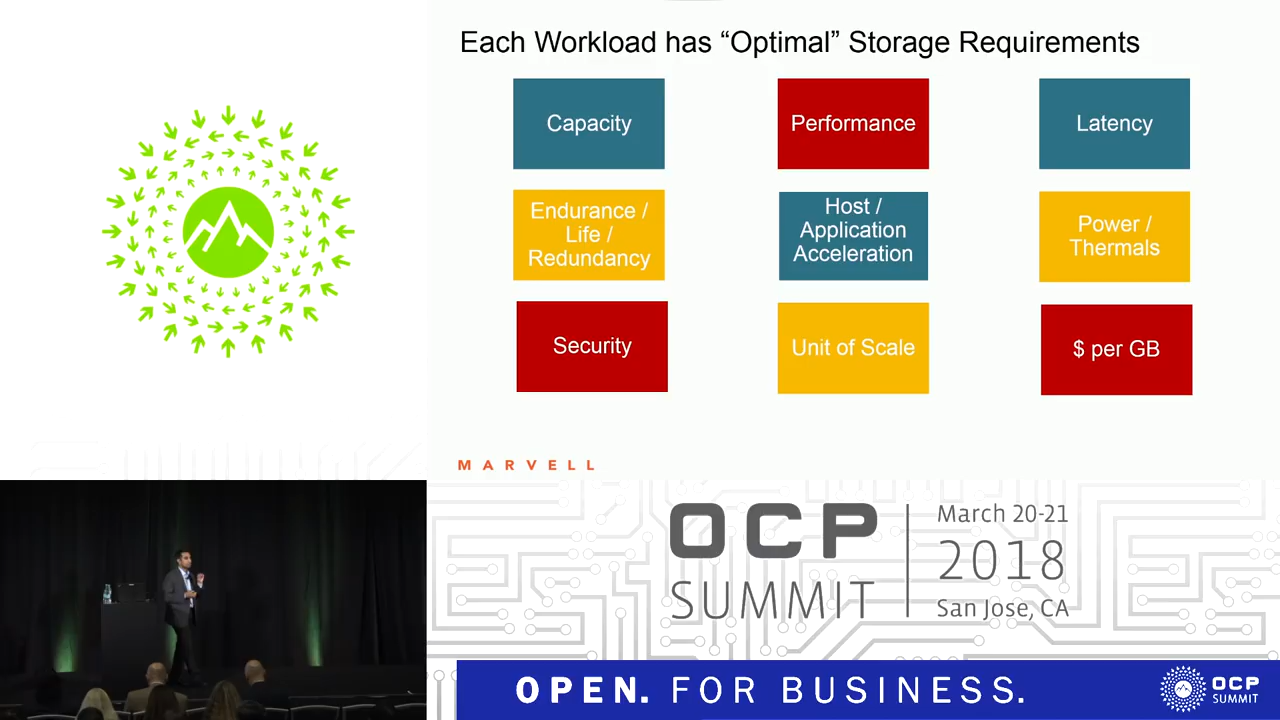 Each Workload has “Optimal” Storage Requirements
Capacity
Performance
Latency
Endurance /
Life /
Redundancy
Host /
Application
Acceleration
Power /
Thermals
Security
Unit of Scale
$ per GB
MARVELL
OCP
SUMMIT
March 20-21
2018
San Jose, CA
OPEN. FOR BUSINESS.
OCP
SUMMIT